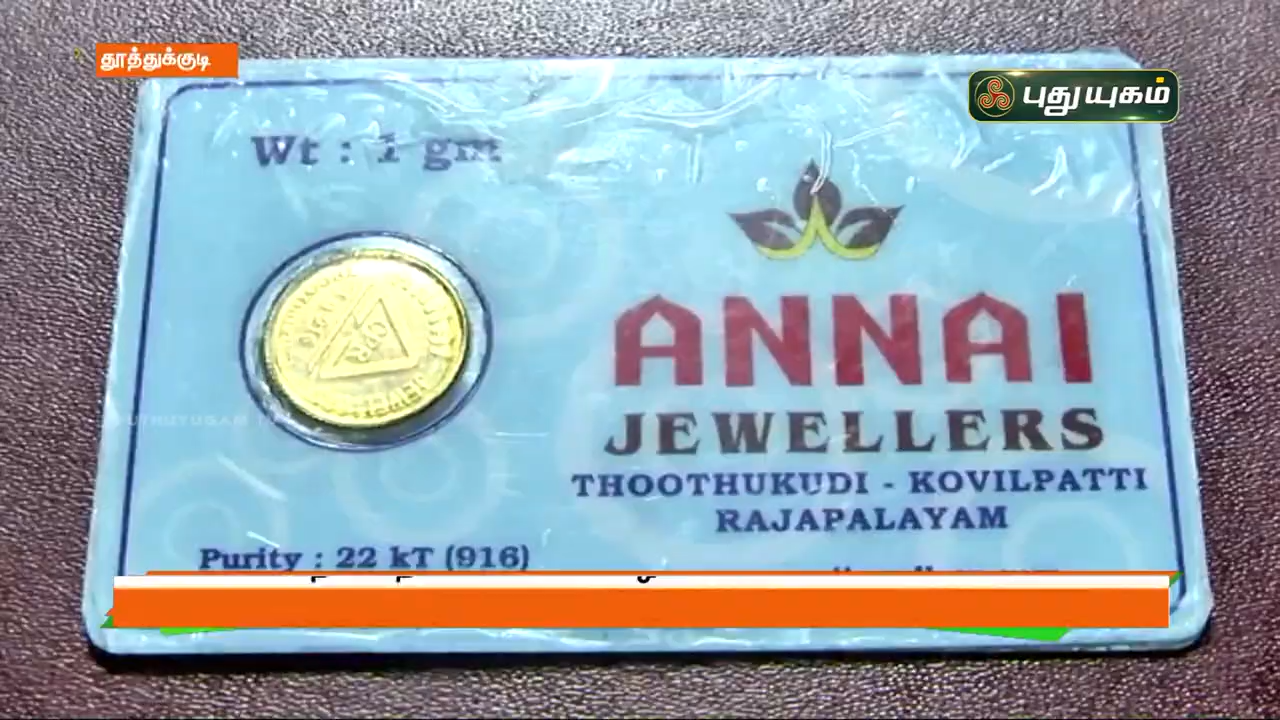 தூத்துக்குடி
புதுயுகம்
Wt : 1 gm
ANNAI
JEWELLERS
THOOTHUKUDI - KOVILPATTI
RAJAPALAYAM
Purity : 22 kT (916)